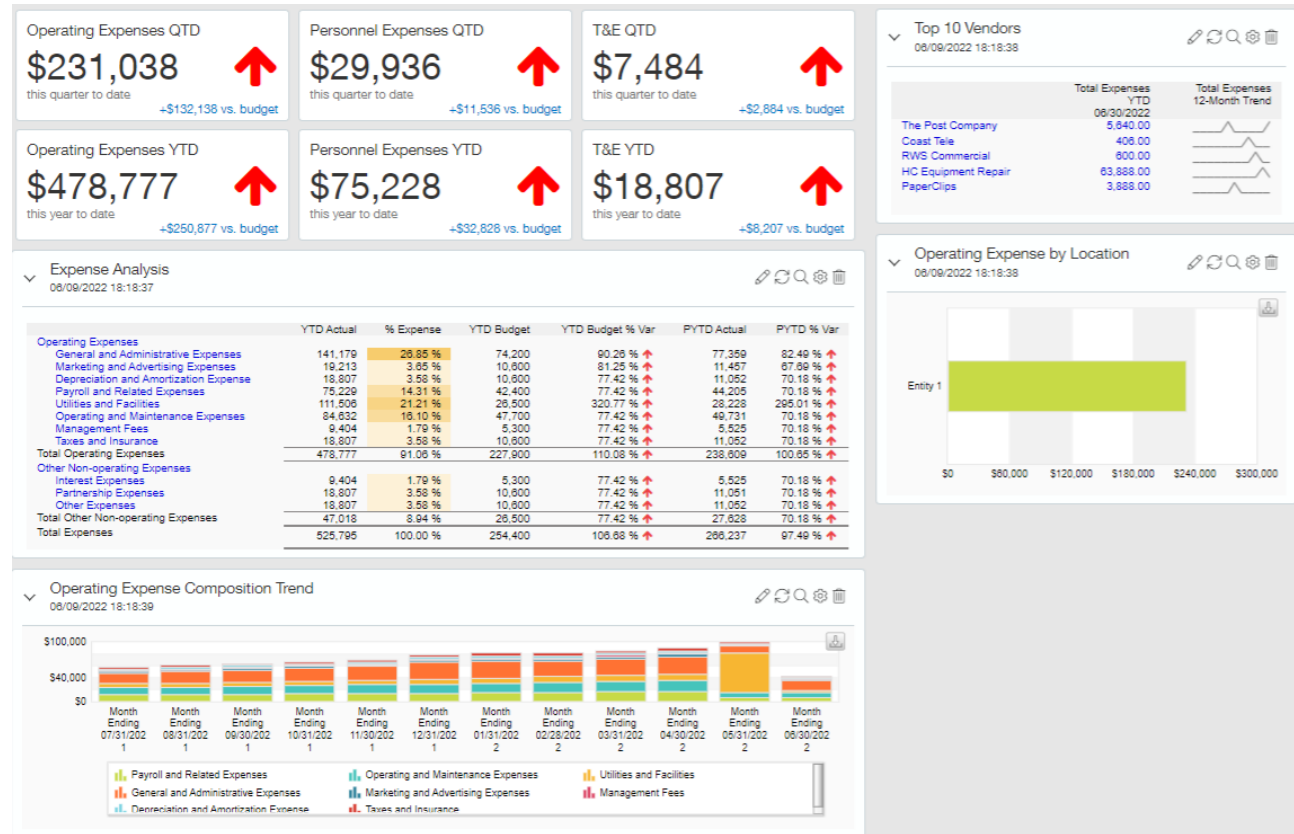 Operating Expenses QTD
$231,038
this quarter to date
+$132,138 vs. budget
Personnel Expenses QTD
$29,936
this quarter to date
+$11,536 vs. budget
T&E QTD
$7,484
this quarter to date
+$2,884 vs. budget
Operating Expenses YTD
$478,777
this year to date
+$250,877 vs. budget
Personnel Expenses YTD
$75,228
this year to date
+$32,828 vs. budget
T&E YTD
$18,807
this year to date
+$8,207 vs. budget
Top 10 Vendors
06/09/2022 18:18:38
Total Expenses Total Expenses
YTD 12-Month Trend
06/30/2022
The Post Company 5,640.00
Coast Tele 406.00
RWS Commercial 600.00
HC Equipment Repair 63,888.00
PaperClips 3,888.00
Operating Expense by Location
06/09/2022 18:18:38
Entity 1
$0 $60,000 $120,000 $180,000 $240,000 $300,000
Expense Analysis
06/09/2022 18:18:37
YTD Actual % Expense YTD Budget YTD Budget % Var PYTD Actual PYTD % Var
Operating Expenses
General and Administrative Expenses 141,179 26.85 % 74,200 90.26 % 77,359 82.49 %
Marketing and Advertising Expenses 19,213 3.65 % 10,600 81.25 % 11,457 67.69 %
Depreciation and Amortization Expense 18,807 3.58 % 10,600 77.42 % 11,052 70.18 %
Payroll and Related Expenses 75,229 14.31 % 42,400 77.42 % 44,205 70.18 %
Utilities and Facilities 111,506 21.21 % 26,500 320.77 % 28,228 295.01 %
Operating and Maintenance Expenses 84,632 16.10 % 47,700 77.42 % 49,731 70.18 %
Management Fees 9,404 1.79 % 5,300 77.42 % 5,525 70.18 %
Taxes and Insurance 18,807 3.58 % 10,600 77.42 % 11,052 70.18 %
Total Operating Expenses 478,777 91.06 % 227,900 110.08 % 238,609 100.65 %
Other Non-operating Expenses
Interest Expenses 9,404 1.79 % 5,300 77.42 % 5,525 70.18 %
Partnership Expenses 18,807 3.58 % 10,600 77.42 % 11,051 70.18 %
Other Expenses 18,807 3.58 % 10,600 77.42 % 11,052 70.18 %
Total Other Non-operating Expenses 47,018 8.94 % 26,500 77.42 % 27,628 70.18 %
Total Expenses 525,795 100.00 % 254,400 106.68 % 266,237 97.49 %
Operating Expense Composition Trend
06/09/2022 18:18:39
$100,000
$40,000
$0
Month Month Month Month Month Month Month Month Month Month Month Month
Ending Ending Ending Ending Ending Ending Ending Ending Ending Ending Ending Ending
07/31/202 08/31/202 09/30/202 10/31/202 11/30/202 12/31/202 01/31/202 02/28/202 03/31/202 04/30/202 05/31/202 06/30/202
1 1 1 1 1 1 2 2 2 2 2 2
Payroll and Related Expenses Operating and Maintenance Expenses Utilities and Facilities
General and Administrative Expenses Marketing and Advertising Expenses Management Fees
Depreciation and Amortization Expense Taxes and Insurance